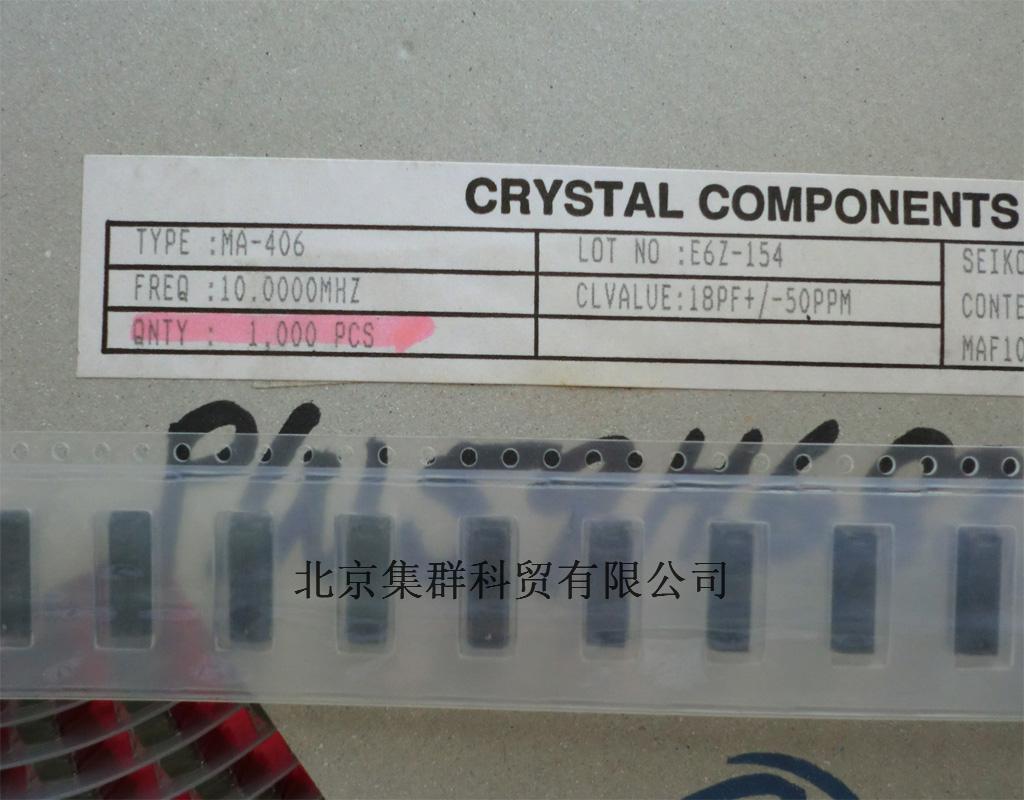 CRYSTAL COMPONENTS
TYPE :MA-406
LOT NO :E6Z-154
FREQ :10.0000MHZ
CLVALUE:18PF+/-50PPM
QNTY : 1,000 PCS
北京集群科贸有限公司